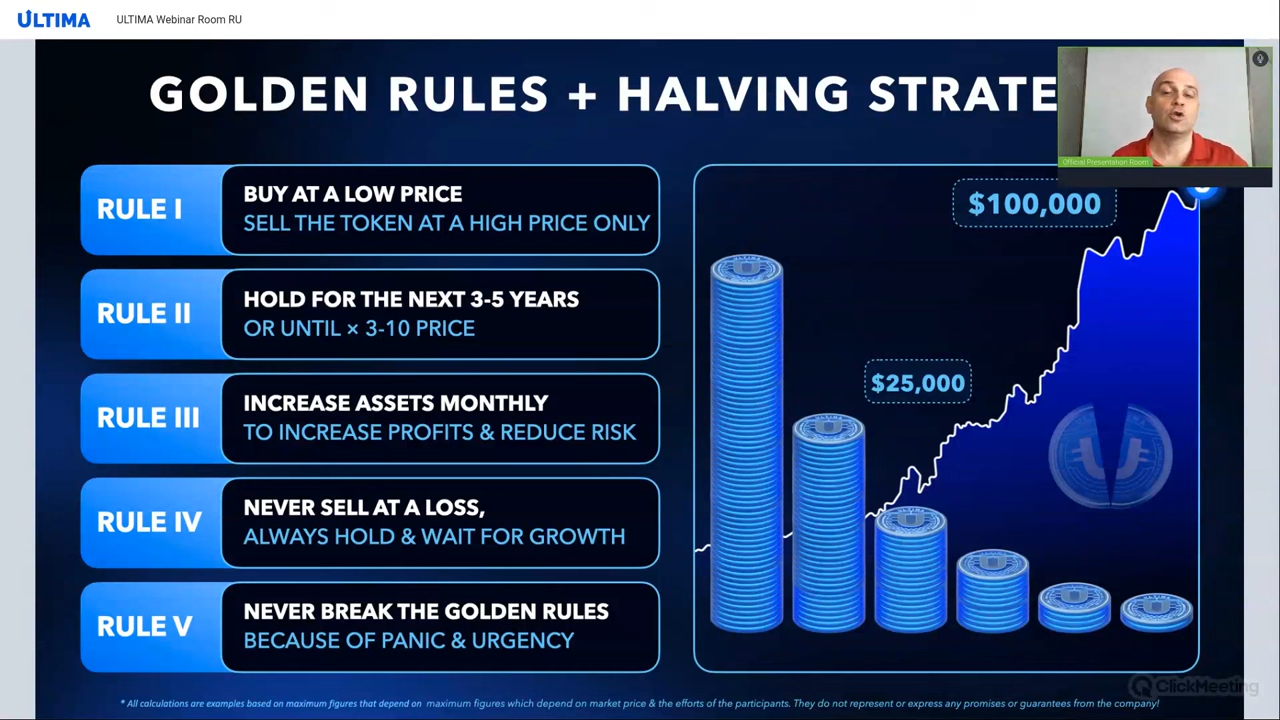 ULTIMA
ULTIMA Webinar Room RU
GOLDEN RULES + HALVING STRATE
Official Presentation Room
RULE I
BUY AT A LOW PRICE
SELL THE TOKEN AT A HIGH PRICE ONLY
RULE II
HOLD FOR THE NEXT 3-5 YEARS
OR UNTIL × 3-10 PRICE
RULE III
INCREASE ASSETS MONTHLY
TO INCREASE PROFITS & REDUCE RISK
RULE IV
NEVER SELL AT A LOSS,
ALWAYS HOLD & WAIT FOR GROWTH
RULE V
NEVER BREAK THE GOLDEN RULES
BECAUSE OF PANIC & URGENCY
$100,000
$25,000
ClickMeeting
* All calculations are examples based on maximum figures that depend on maximum figures which depend on market price & the efforts of the participants. They do not represent or express any promises or guarantees from the company!